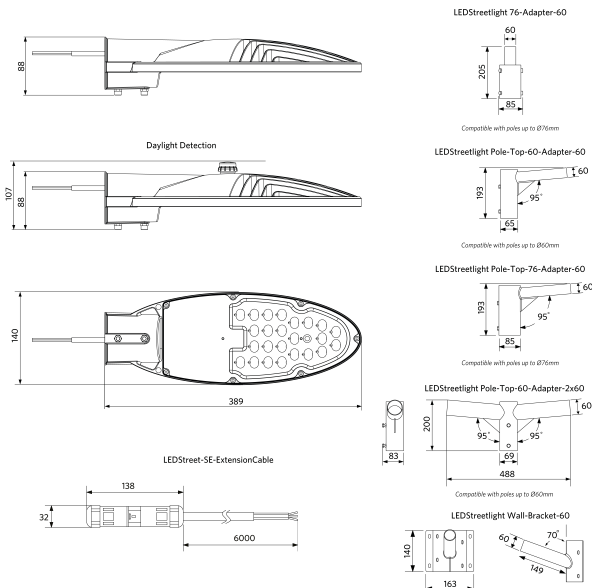 88
Daylight Detection
107
88
140
389
LEDStreet-SE-ExtensionCable
138
32
6000
LEDStreetlight 76-Adapter-60
60
205
85
Compatible with poles up to Ø76mm
LEDStreetlight Pole-Top-60-Adapter-60
193
60
95°
65
Compatible with poles up to Ø60mm
LEDStreetlight Pole-Top-76-Adapter-60
193
60
95°
85
Compatible with poles up to Ø76mm
LEDStreetlight Pole-Top-60-Adapter-2x60
200
60
95°
95°
83
69
488
Compatible with poles up to Ø60mm
LEDStreetlight Wall-Bracket-60
140
60
70°
149
163